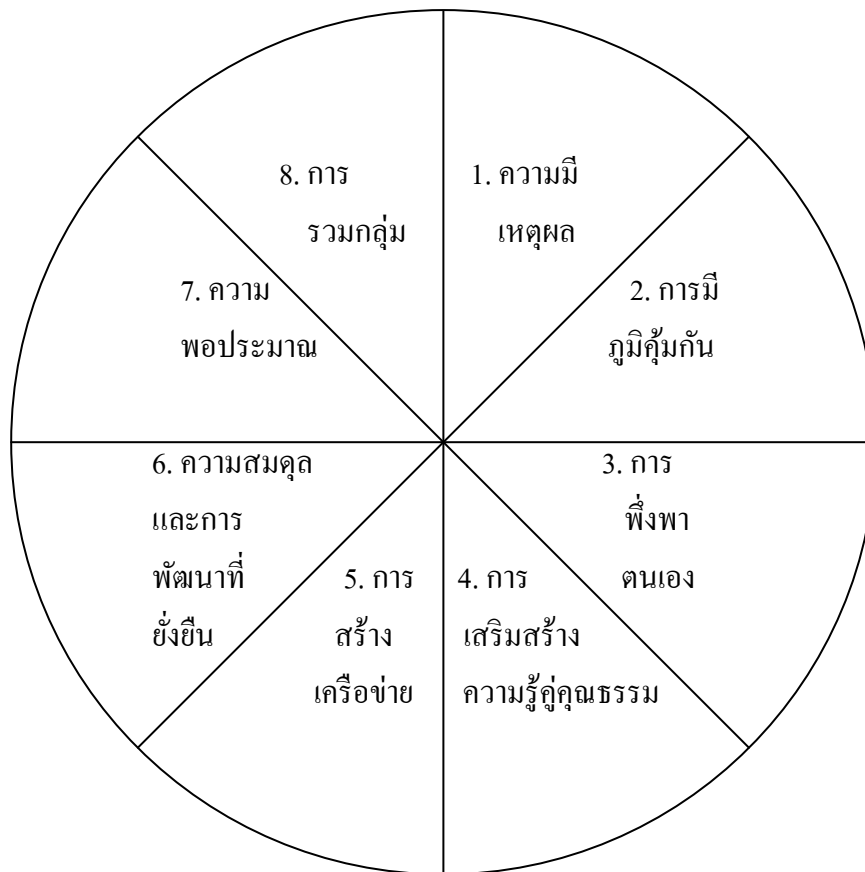 1. ความมี
เหตุผล
2. การมี
ภูมิคุ้มกัน
3. การ
พึ่งพา
ตนเอง
4. การ
เสริมสร้าง
ความรู้คู่คุณธรรม
5. การ
สร้าง
เครือข่าย
6. ความสมดุล
และการ
พัฒนาที่
ยั่งยืน
7. ความ
พอประมาณ
8. การ
รวมกลุ่ม